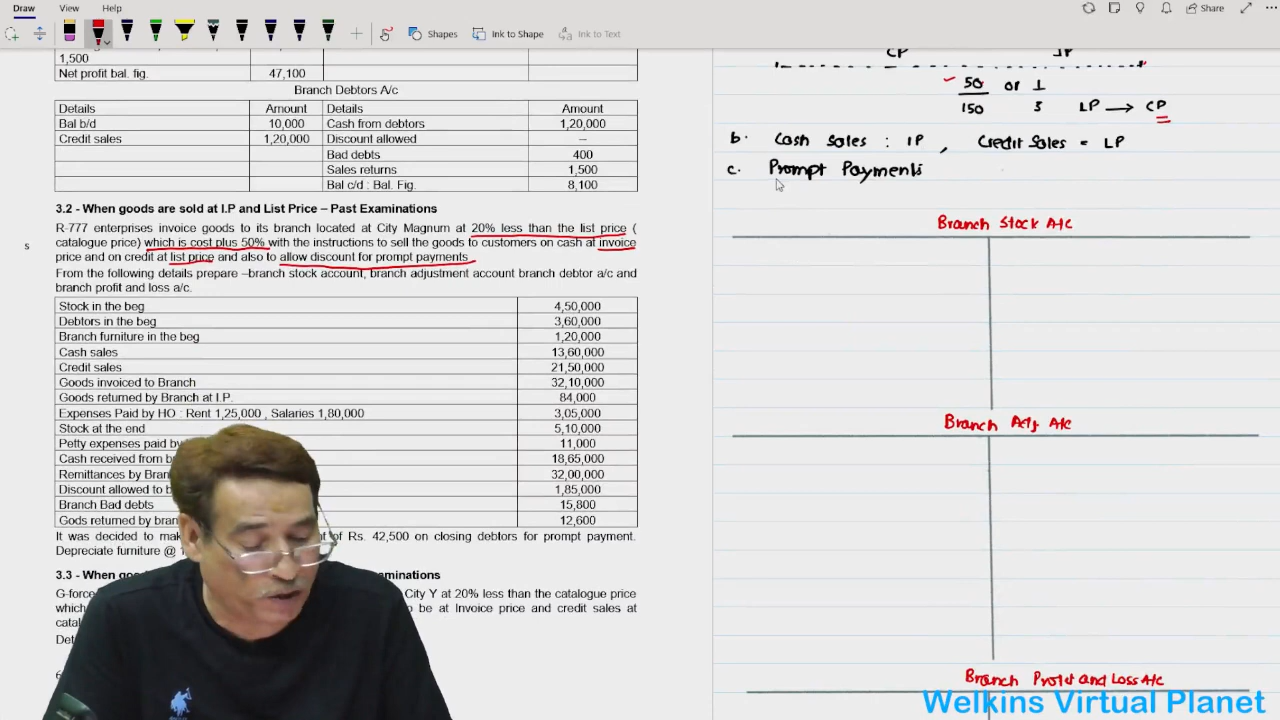 Draw View Help
Share
Shapes Ink to Shape Ink to Text
1,500
Net profit bal. fig. 47,100
Branch Debtors A/c
Details Amount Details Amount
Bal b/d 10,000 Cash from debtors 1,20,000
Credit sales 1,20,000 Discount allowed –
Bad debts 400
Sales returns 1,500
Bal c/d : Bal. Fig. 8,100
3.2 - When goods are sold at I.P and List Price – Past Examinations
R-777 enterprises invoice goods to its branch located at City Magnum at 20% less than the list price (
s
catalogue price) which is cost plus 50% with the instructions to sell the goods to customers on cash at invoice
price and on credit at list price and also to allow discount for prompt payments
From the following details prepare –branch stock account, branch adjustment account branch debtor a/c and
branch profit and loss a/c.
Stock in the beg 4,50,000
Debtors in the beg 3,60,000
Branch furniture in the beg 1,20,000
Cash sales 13,60,000
Credit sales 21,50,000
Goods invoiced to Branch 32,10,000
Goods returned by Branch at I.P. 84,000
Expenses Paid by HO : Rent 1,25,000 , Salaries 1,80,000 3,05,000
Stock at the end 5,10,000
Petty expenses paid by 11,000
Cash received from 18,65,000
Remittances by Bran 32,00,000
Discount allowed to 1,85,000
Branch Bad debts 15,800
Gods returned by bran 12,600
It was decided to mak of Rs. 42,500 on closing debtors for prompt payment.
Depreciate furniture @
3.3 - When go aminations
G-force City Y at 20% less than the catalogue price
which to be at Invoice price and credit sales at
catal
Det
CP IP
50 or 1
150 3 LP → CP
b. Cash Sales : IP , Credit Sales = LP
c. Prompt Payments
Branch Stock A/c
Branch Adj A/c
Branch Profit and Loss A/c
Welkins Virtual Planet